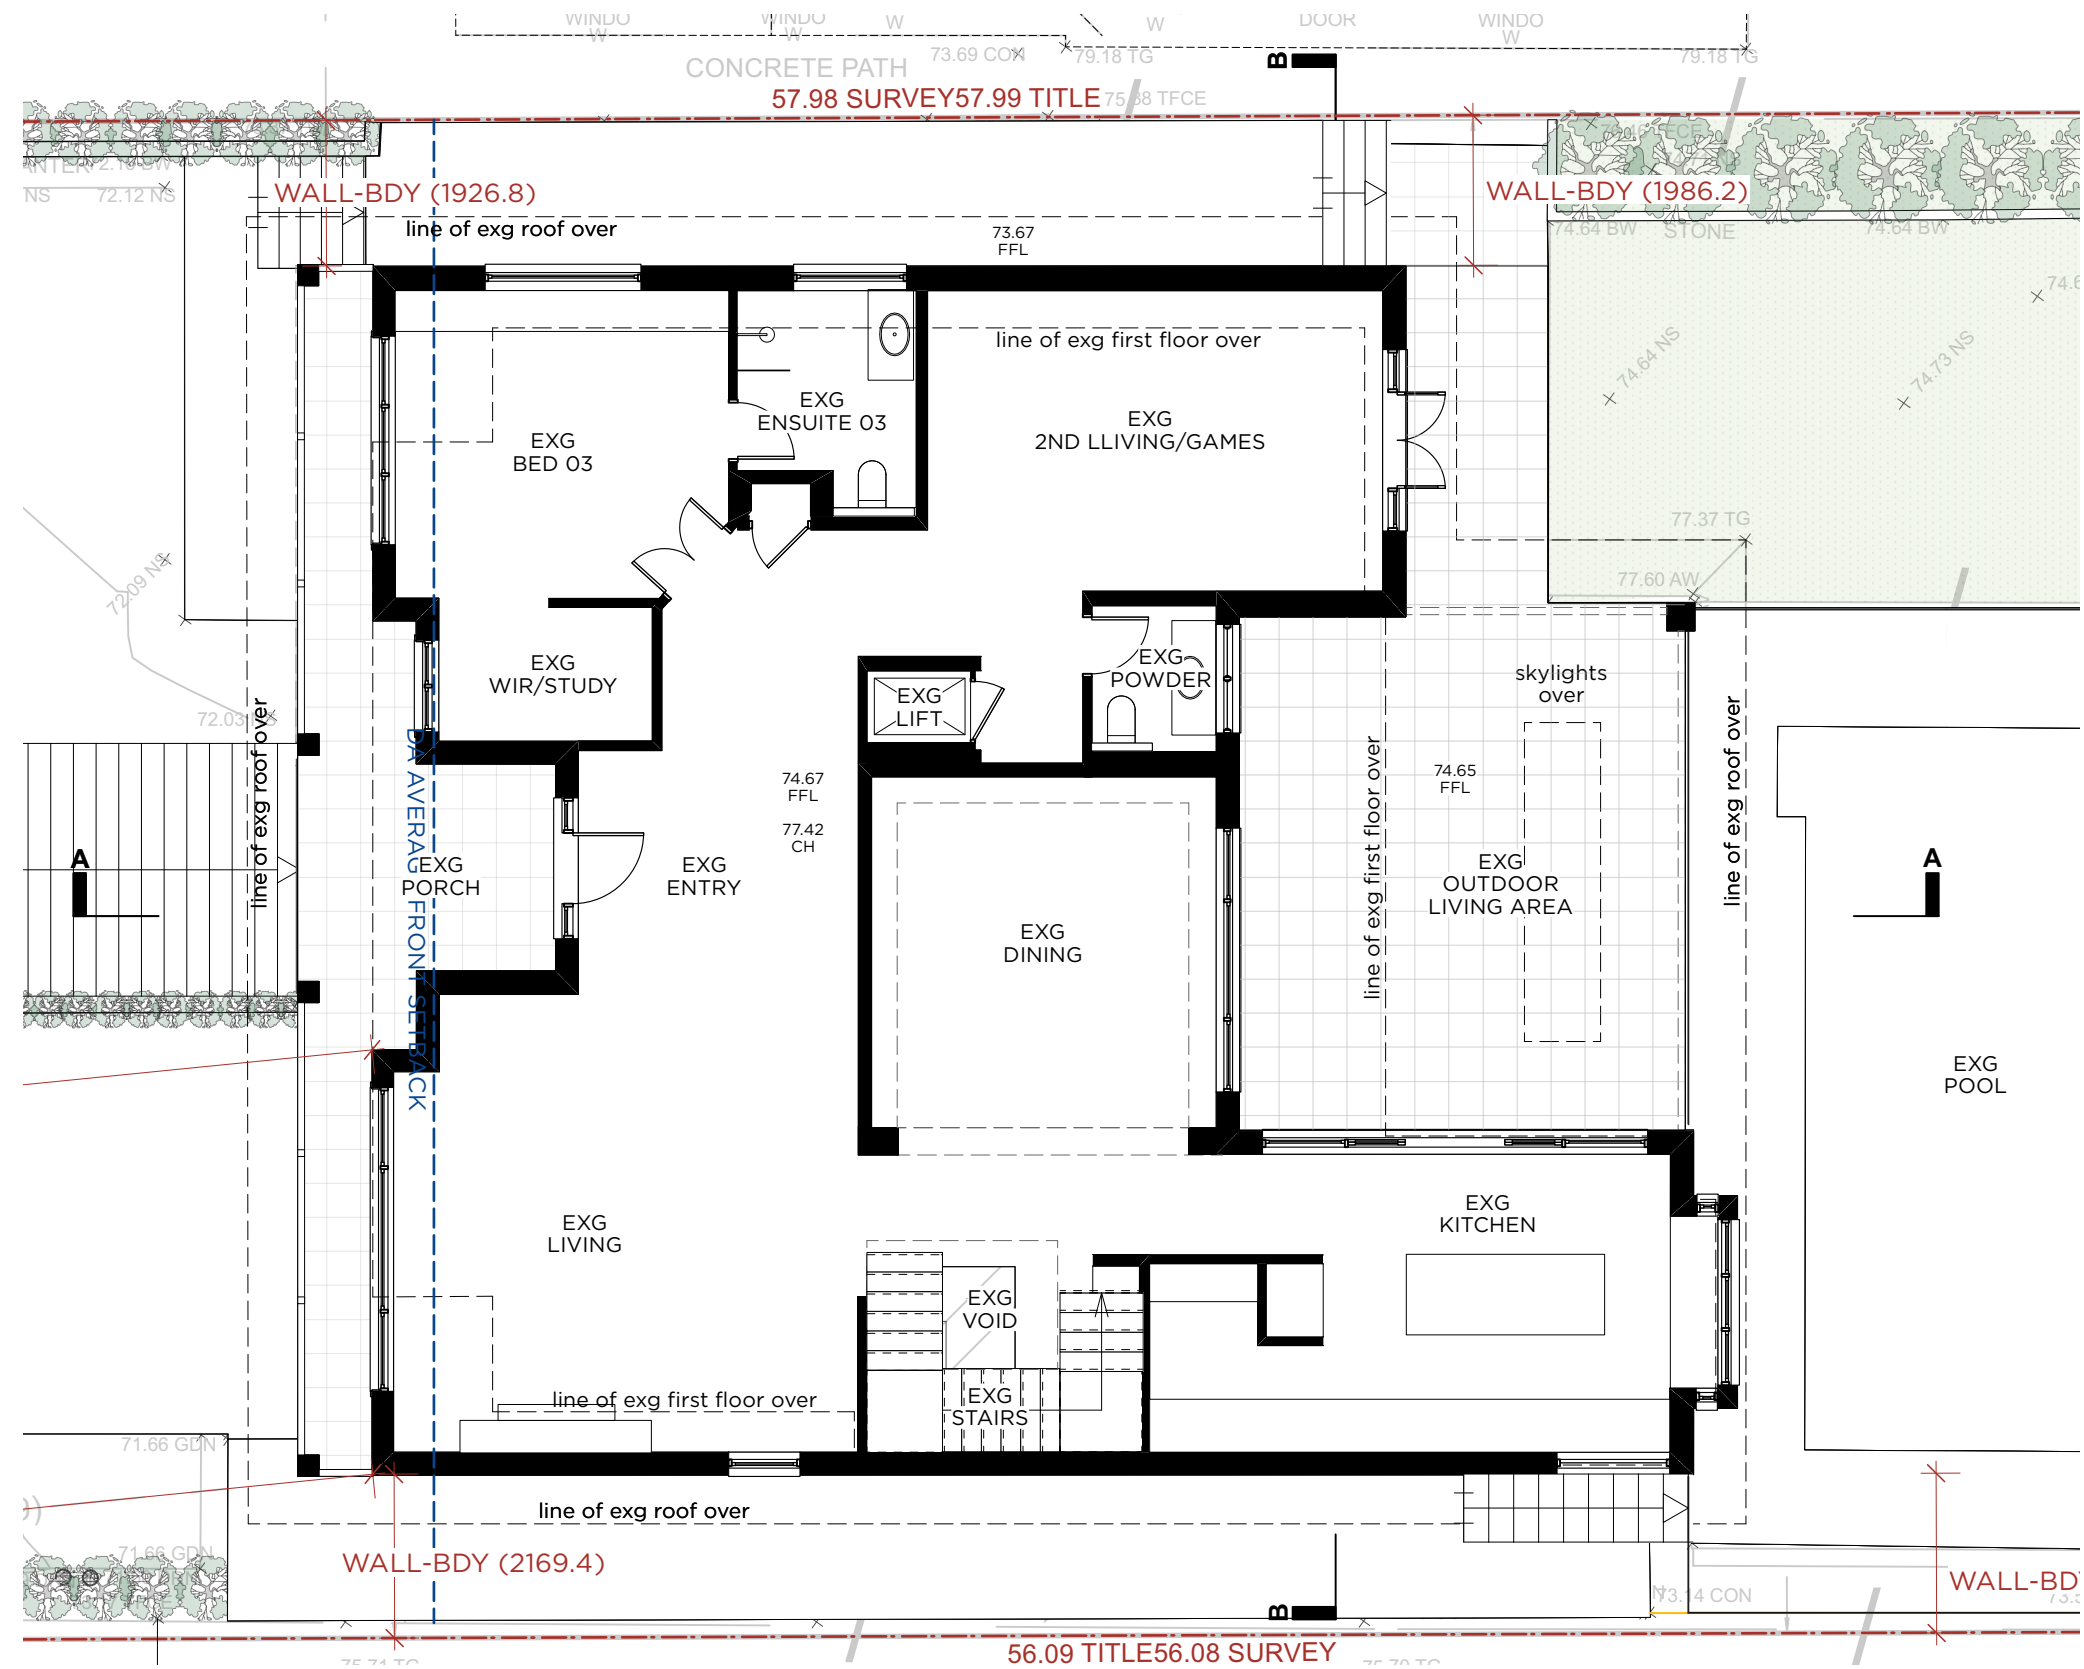 WINDO
W
WINDO
W
W
W
DOOR
WINDO
W
73.69 CON
79.18 TG
79.18 TG
CONCRETE PATH
B
57.98 SURVEY57.99 TITLE
75.38 TFCE
72.12 NS
NS
WALL-BDY (1926.8)
WALL-BDY (1986.2)
line of exg roof over
73.67
FFL
74.64 BW
STONE
74.64 BW
74.64 NS
74.73 NS
line of exg first floor over
EXG
ENSUITE 03
EXG
BED 03
EXG
2ND LLIVING/GAMES
77.37 TG
77.60 AW
72.09 NS
EXG
WIR/STUDY
EXG
LIFT
EXG
POWDER
skylights
over
72.03
line of exg roof over
DA AVERAG FRONT SETBACK
74.67
FFL
77.42
CH
line of exg first floor over
74.65
FFL
line of exg roof over
A
EXG
PORCH
EXG
ENTRY
EXG
DINING
EXG
OUTDOOR
LIVING AREA
A
EXG
POOL
EXG
LIVING
EXG
KITCHEN
EXG
VOID
line of exg first floor over
EXG
STAIRS
71.66 GDN
line of exg roof over
71.66 GDN
WALL-BDY (2169.4)
B
73.14 CON
WALL-BD
56.09 TITLE56.08 SURVEY